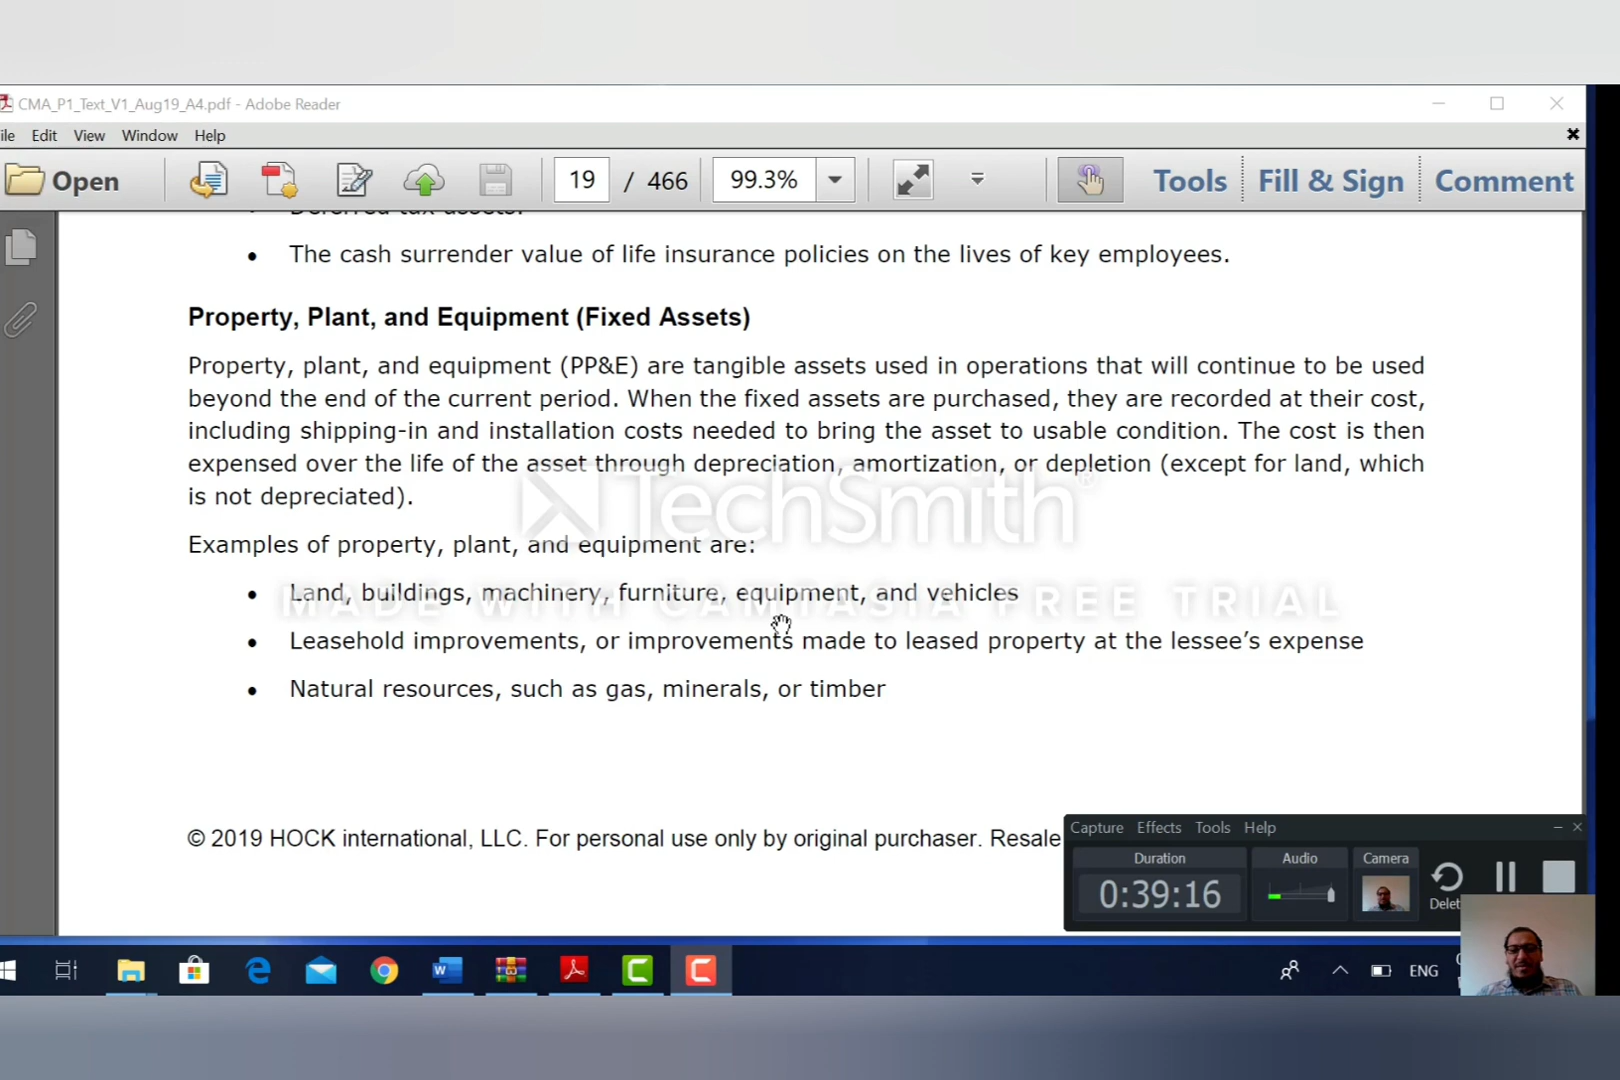 CMA_P1_Text_V1_Aug19_A4.pdf - Adobe Reader
ile Edit View Window Help
Open 19 / 466 99.3% Tools Fill & Sign Comment
Deferred tax assets.
• The cash surrender value of life insurance policies on the lives of key employees.
Property, Plant, and Equipment (Fixed Assets)
Property, plant, and equipment (PP&E) are tangible assets used in operations that will continue to be used
beyond the end of the current period. When the fixed assets are purchased, they are recorded at their cost,
including shipping-in and installation costs needed to bring the asset to usable condition. The cost is then
expensed over the life of the asset through depreciation, amortization, or depletion (except for land, which
is not depreciated).
TechSmith®
Examples of property, plant, and equipment are:
• Land, buildings, machinery, furniture, equipment, and vehicles
MADE WITH CAMTASIA FREE TRIAL
• Leasehold improvements, or improvements made to leased property at the lessee’s expense
• Natural resources, such as gas, minerals, or timber
© 2019 HOCK international, LLC. For personal use only by original purchaser. Resale
Capture Effects Tools Help
Duration Audio Camera
0:39:16
Delet
ENG